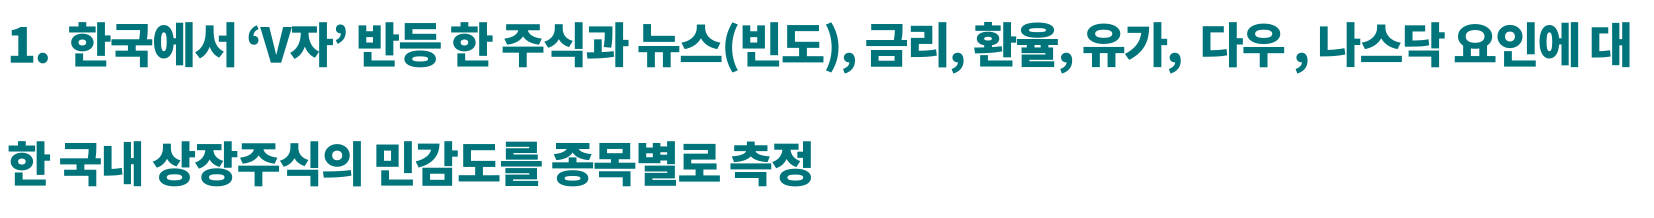 1. 한국에서 ‘V자’ 반등 한 주식과 뉴스(빈도), 금리, 환율, 유가, 다우 , 나스닥 요인에 대
한 국내 상장주식의 민감도를 종목별로 측정